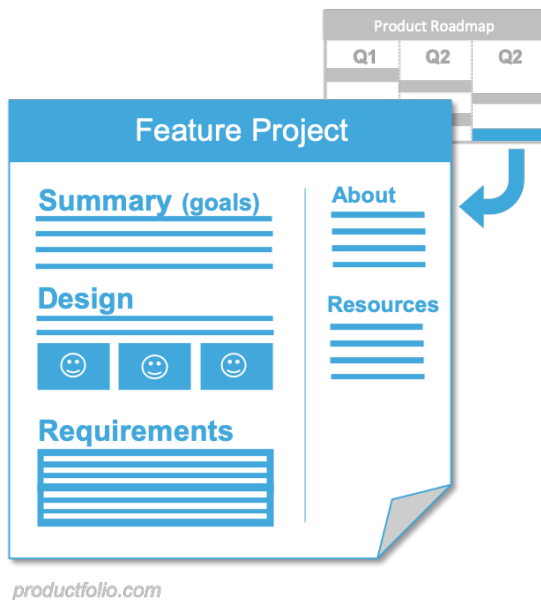 Product Roadmap
Q1 Q2 Q2
Feature Project
Summary (goals)
Design
Requirements
About
Resources
productfolio.com